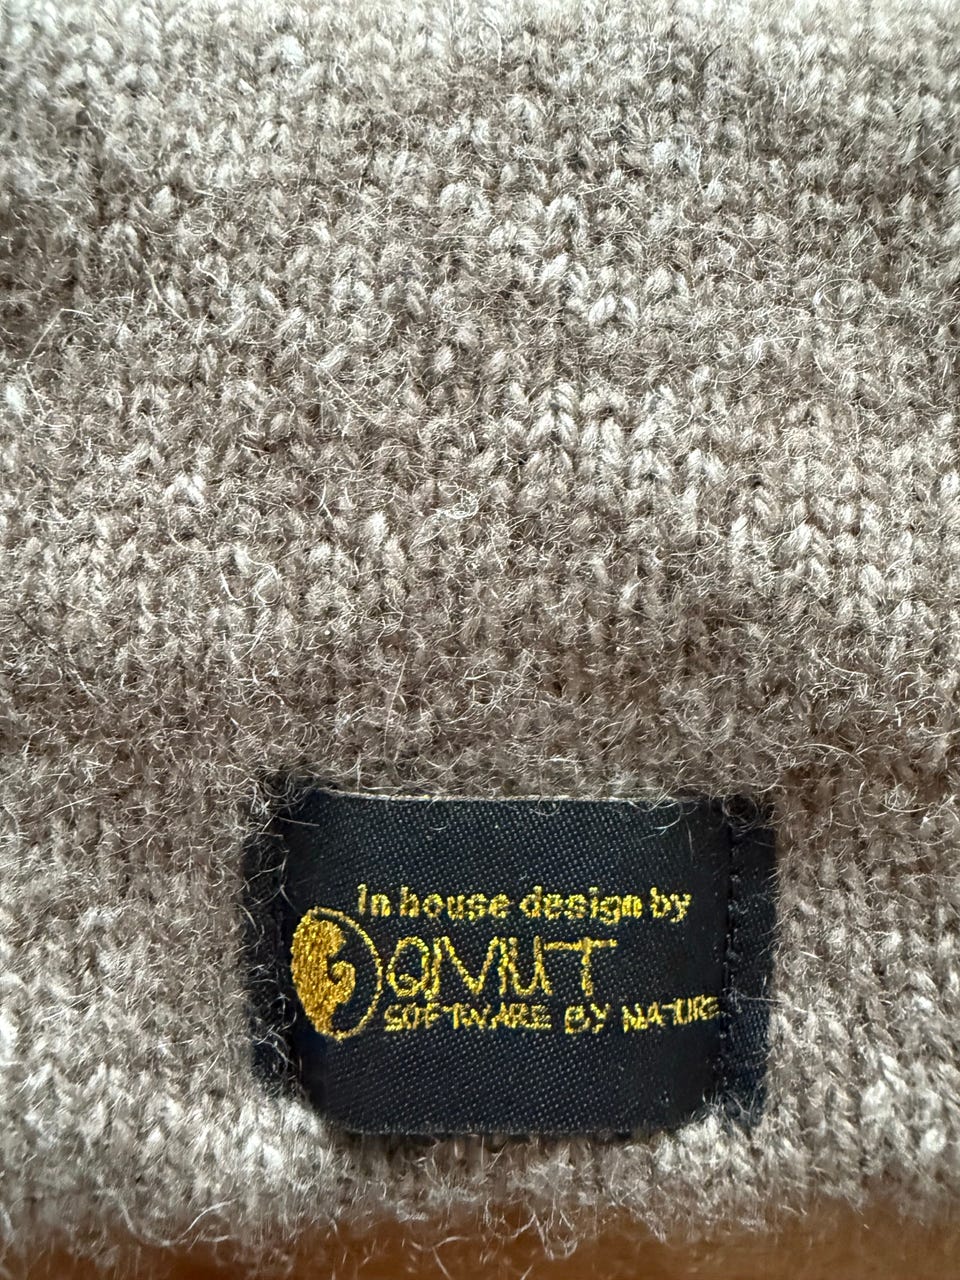 In house design by
QIVIUT
SOFTWARE BY NATURE